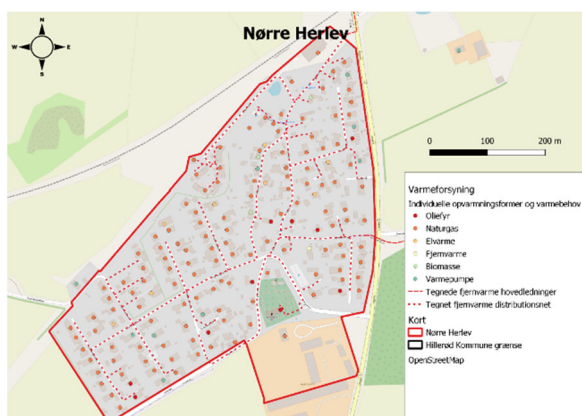 Nørre Herlev
N
W E
S
0 100 200 m
Varmeforsyning
Individuelle opvarmningsformer og varmebehov
Oliefyr
Naturgas
Elvarme
Fjernvarme
Biomasse
Varmepumpe
Tegnede fjernvarme hovedledninger
Tegnet fjernvarme distributionsnet
Kort
Nørre Herlev
Hillerød Kommune grænse
OpenStreetMap